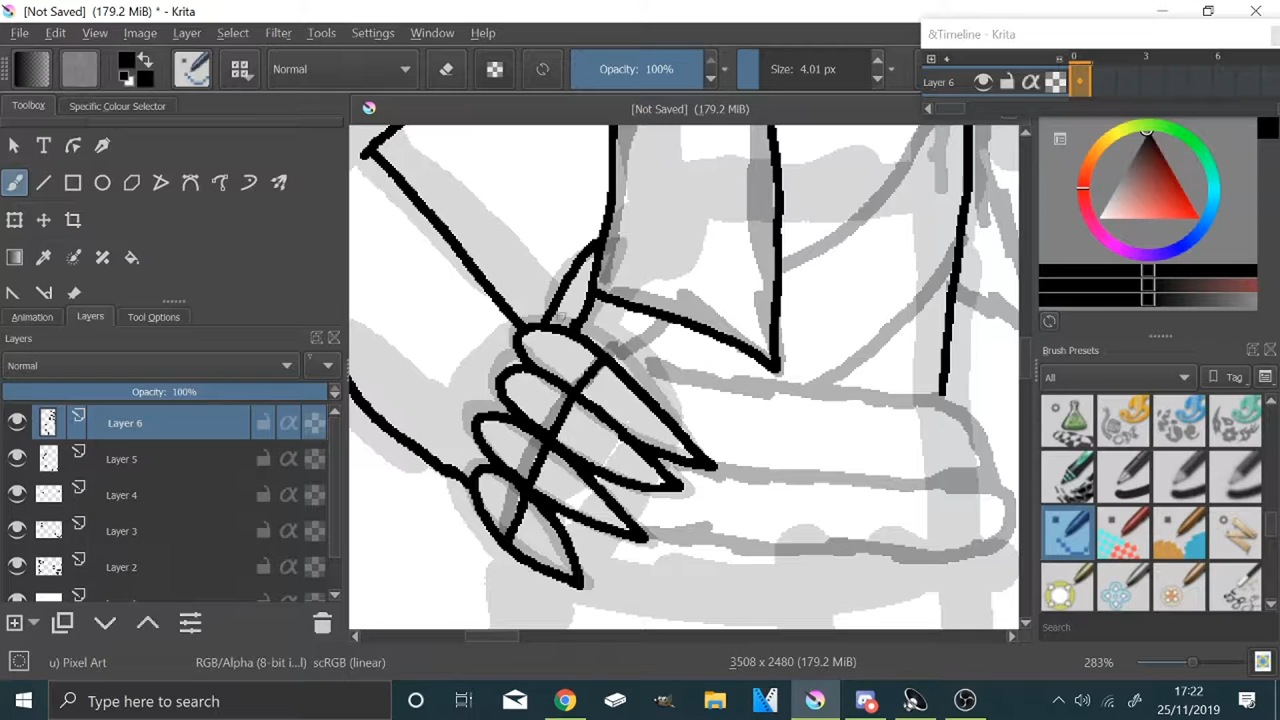 [Not Saved] (179.2 MiB) * - Krita
File Edit View Image Layer Select Filter Tools Settings Window Help
&Timeline - Krita
0 3 6
Layer 6
Normal
Opacity: 100%
Size: 4.01 px
Toolbox
Specific Colour Selector
[Not Saved] (179.2 MiB)
T
Animation
Layers
Tool Options
Layers
Normal
Opacity: 100%
Layer 6
Layer 5
Layer 4
Layer 3
Layer 2
Brush Presets
All
Tag
Search
u) Pixel Art
RGB/Alpha (8-bit i...l) scRGB (linear)
3508 x 2480 (179.2 MiB)
283%
Type here to search
17:22
25/11/2019